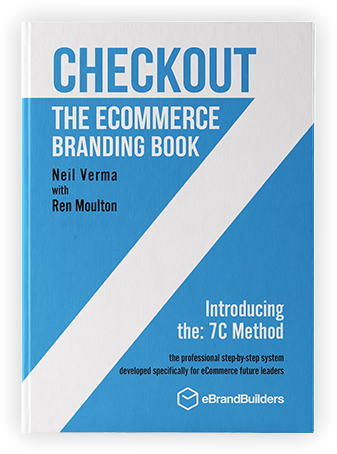 CHECKOUT
THE ECOMMERCE
BRANDING BOOK
Neil Verma
with
Ren Moulton
Introducing
the: 7C Method
the professional step-by-step system
developed specifically for eCommerce future leaders
eBrandBuilders